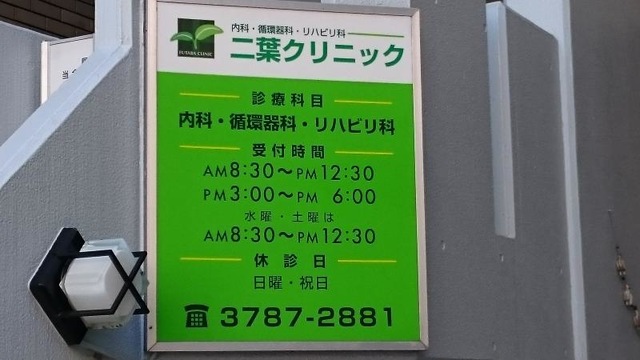 内科・循環器科・リハビリ科
二葉クリニック
FUTABA CLINIC
診療科目
内科・循環器科・リハビリ科
受付時間
AM8:30〜PM12:30
PM3:00〜PM 6:00
水曜・土曜は
AM8:30〜PM12:30
休診日
日曜・祝日
☎ 3787-2881